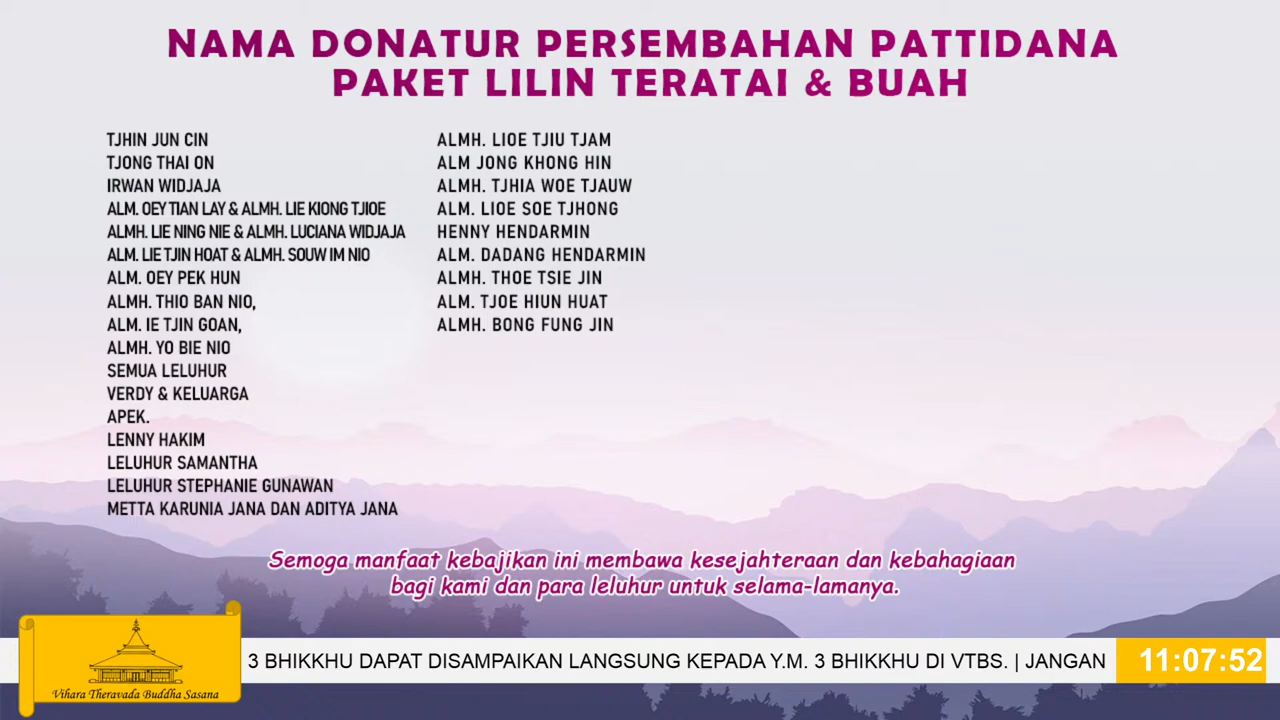 NAMA DONATUR PERSEMBAHAN PATTIDANA
PAKET LILIN TERATAI & BUAH
TJHIN JUN CIN
TJONG THAI ON
IRWAN WIDJAJA
ALM. OEY TIAN LAY & ALMH. LIE KIONG TJIOE
ALMH. LIE NING NIE & ALMH. LUCIANA WIDJAJA
ALM. LIE TJIN HOAT & ALMH. SOUW IM NIO
ALM. OEY PEK HUN
ALMH. THIO BAN NIO,
ALM. IE TJIN GOAN,
ALMH. YO BIE NIO
SEMUA LELUHUR
VERDY & KELUARGA
APEK.
LENNY HAKIM
LELUHUR SAMANTHA
LELUHUR STEPHANIE GUNAWAN
METTA KARUNIA JANA DAN ADITYA JANA
ALMH. LIOE TJIU TJAM
ALM JONG KHONG HIN
ALMH. TJHIA WOE TJAUW
ALM. LIOE SOE TJHONG
HENNY HENDARMIN
ALM. DADANG HENDARMIN
ALMH. THOE TSIE JIN
ALM. TJOE HIUN HUAT
ALMH. BONG FUNG JIN
Semoga manfaat kebajikan ini membawa kesejahteraan dan kebahagiaan
bagi kami dan para leluhur untuk selama-lamanya.
Vihara Theravada Buddha Sasana
3 BHIKKHU DAPAT DISAMPAIKAN LANGSUNG KEPADA Y.M. 3 BHIKKHU DI VTBS. | JANGAN
11:07:52